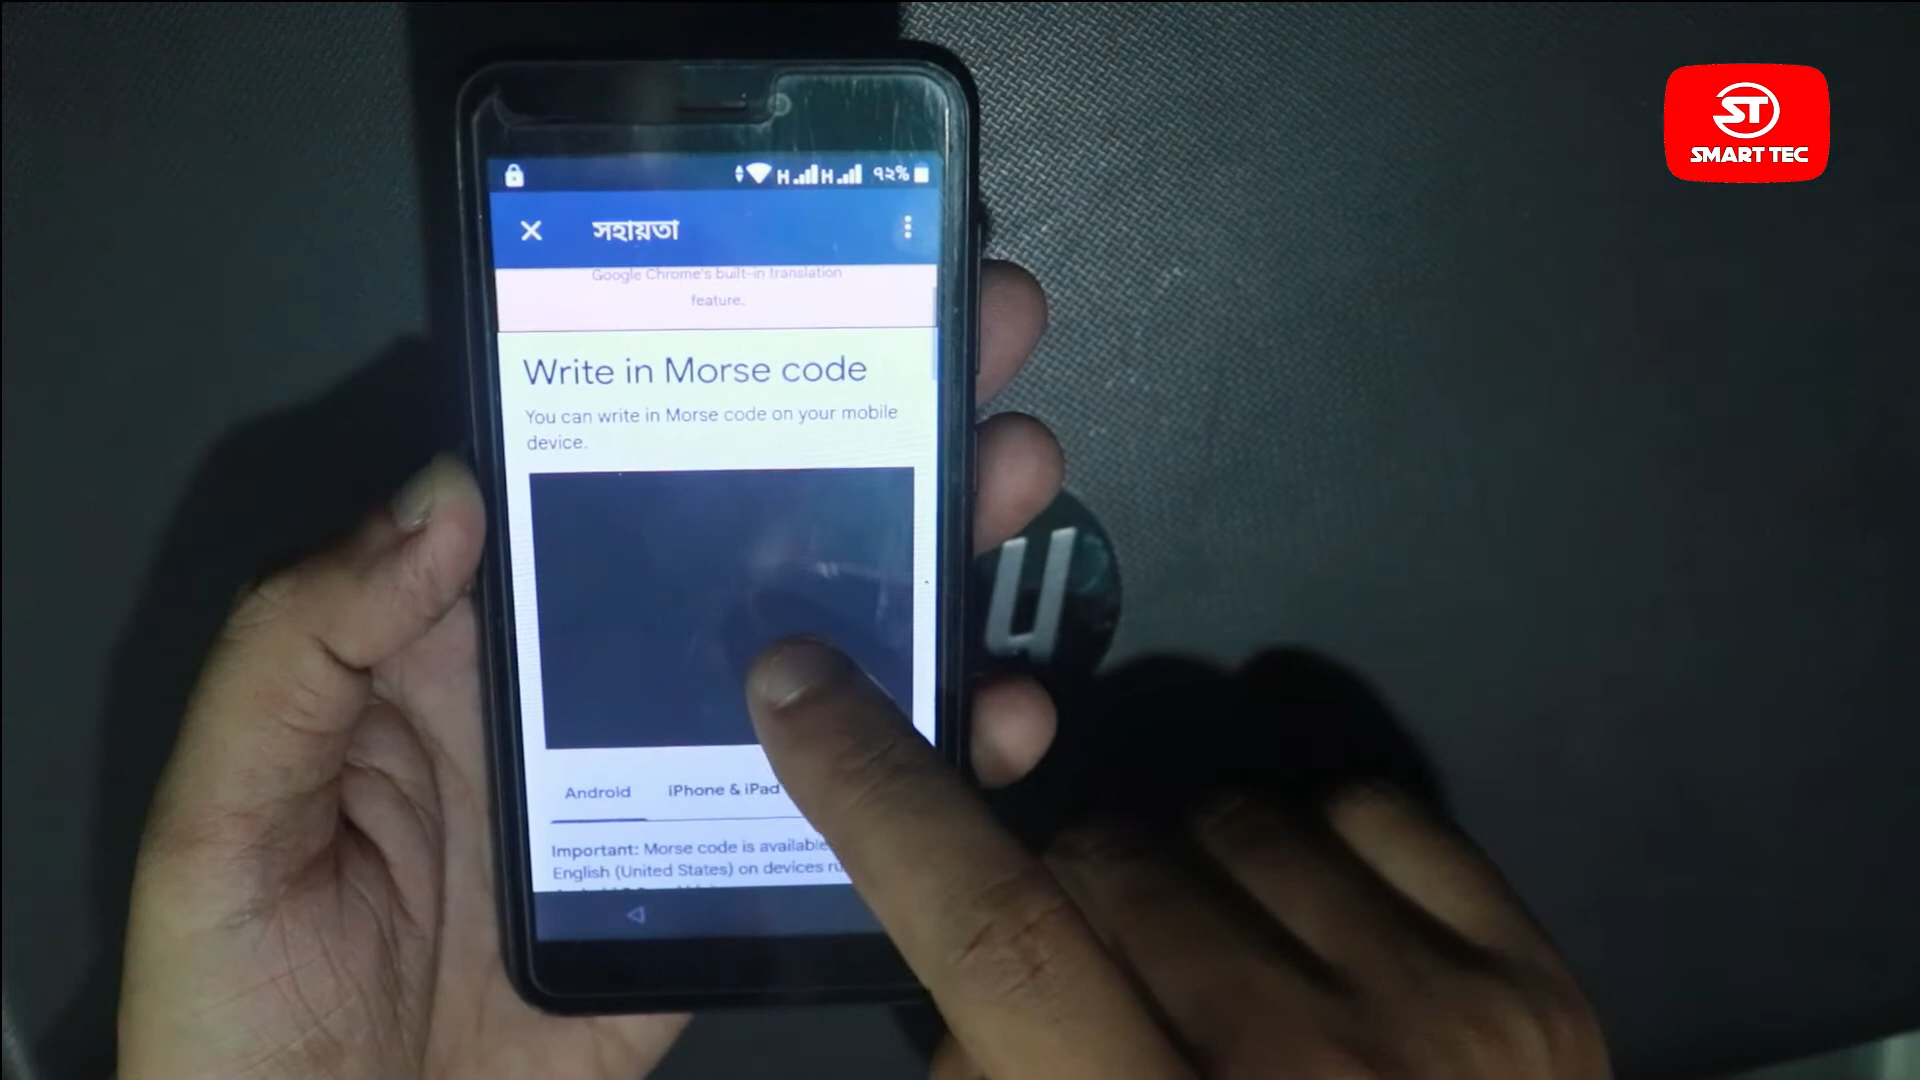 ST
SMART TEC
H H ৭২%
সহায়তা
Google Chrome's built-in translation
feature.
Write in Morse code
You can write in Morse code on your mobile
device.
Android iPhone & iPad
Important: Morse code is available
English (United States) on devices